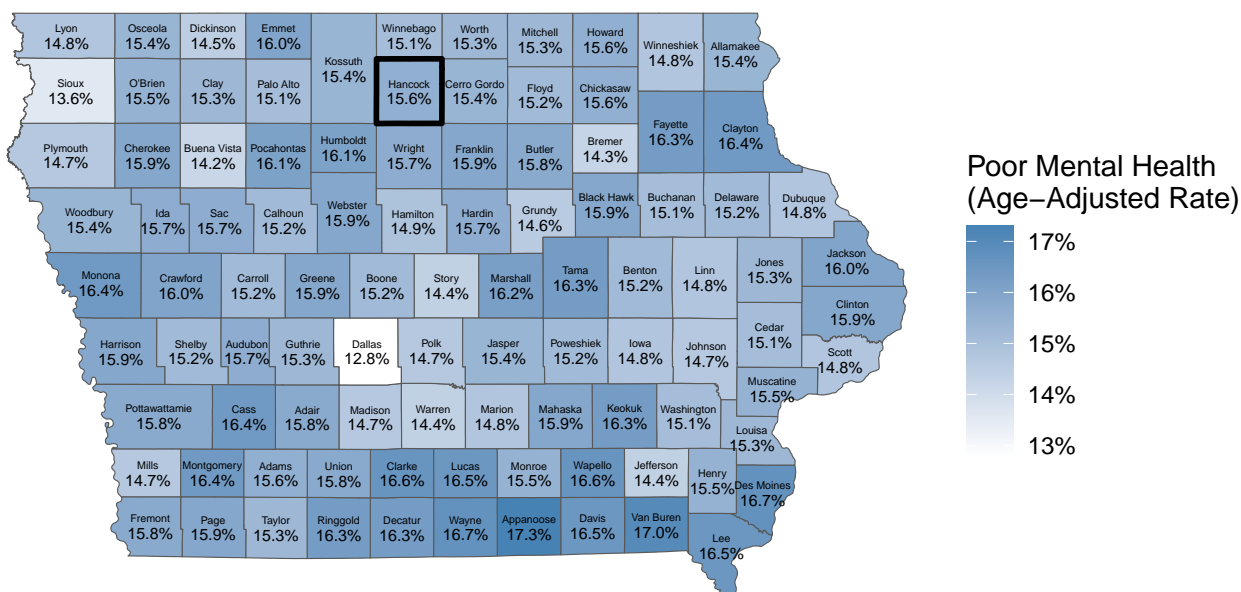 Lyon
14.8%
Osceola
15.4%
Dickinson
14.5%
Emmet
16.0%
Kossuth
15.4%
Winnebago
15.1%
Worth
15.3%
Mitchell
15.3%
Howard
15.6%
Winneshiek
14.8%
Allamakee
15.4%
Sioux
13.6%
O'Brien
15.5%
Clay
15.3%
Palo Alto
15.1%
Hancock
15.6%
Cerro Gordo
15.4%
Floyd
15.2%
Chickasaw
15.6%
Fayette
16.3%
Clayton
16.4%
Plymouth
14.7%
Cherokee
15.9%
Buena Vista
14.2%
Pocahontas
16.1%
Humboldt
16.1%
Wright
15.7%
Franklin
15.9%
Butler
15.8%
Bremer
14.3%
Woodbury
15.4%
Ida
15.7%
Sac
15.7%
Calhoun
15.2%
Webster
15.9%
Hamilton
14.9%
Hardin
15.7%
Grundy
14.6%
Black Hawk
15.9%
Buchanan
15.1%
Delaware
15.2%
Dubuque
14.8%
Monona
16.4%
Crawford
16.0%
Carroll
15.2%
Greene
15.9%
Boone
15.2%
Story
14.4%
Marshall
16.2%
Tama
16.3%
Benton
15.2%
Linn
14.8%
Jones
15.3%
Jackson
16.0%
Clinton
15.9%
Harrison
15.9%
Shelby
15.2%
Audubon
15.7%
Guthrie
15.3%
Dallas
12.8%
Polk
14.7%
Jasper
15.4%
Poweshiek
15.2%
Iowa
14.8%
Johnson
14.7%
Cedar
15.1%
Scott
14.8%
Muscatine
15.5%
Pottawattamie
15.8%
Cass
16.4%
Adair
15.8%
Madison
14.7%
Warren
14.4%
Marion
14.8%
Mahaska
15.9%
Keokuk
16.3%
Washington
15.1%
Louisa
15.3%
Mills
14.7%
Montgomery
16.4%
Adams
15.6%
Union
15.8%
Clarke
16.6%
Lucas
16.5%
Monroe
15.5%
Wapello
16.6%
Jefferson
14.4%
Henry
15.5%
Des Moines
16.7%
Fremont
15.8%
Page
15.9%
Taylor
15.3%
Ringgold
16.3%
Decatur
16.3%
Wayne
16.7%
Appanoose
17.3%
Davis
16.5%
Van Buren
17.0%
Lee
16.5%
Poor Mental Health
(Age−Adjusted Rate)
17%
16%
15%
14%
13%